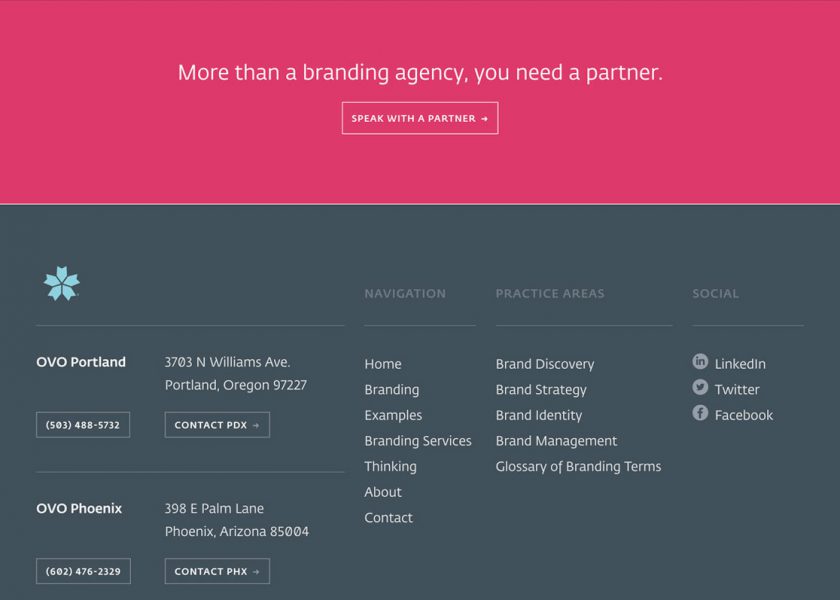 More than a branding agency, you need a partner.
SPEAK WITH A PARTNER →
OVO Portland
3703 N Williams Ave.
Portland, Oregon 97227
(503) 488-5732
CONTACT PDX →
OVO Phoenix
398 E Palm Lane
Phoenix, Arizona 85004
(602) 476-2329
CONTACT PHX →
NAVIGATION
Home
Branding
Examples
Branding Services
Thinking
About
Contact
PRACTICE AREAS
Brand Discovery
Brand Strategy
Brand Identity
Brand Management
Glossary of Branding Terms
SOCIAL
LinkedIn
Twitter
Facebook